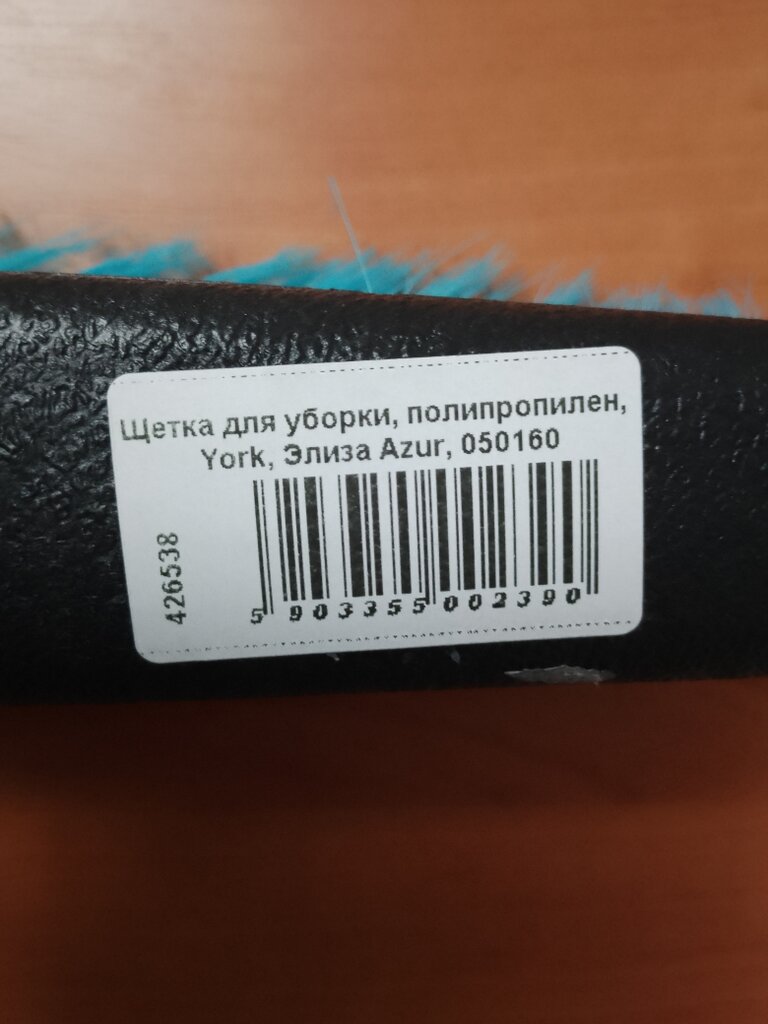 Щетка для уборки, полипропилен,
York, Элиза Azur, 050160
426538
5 903355 002390